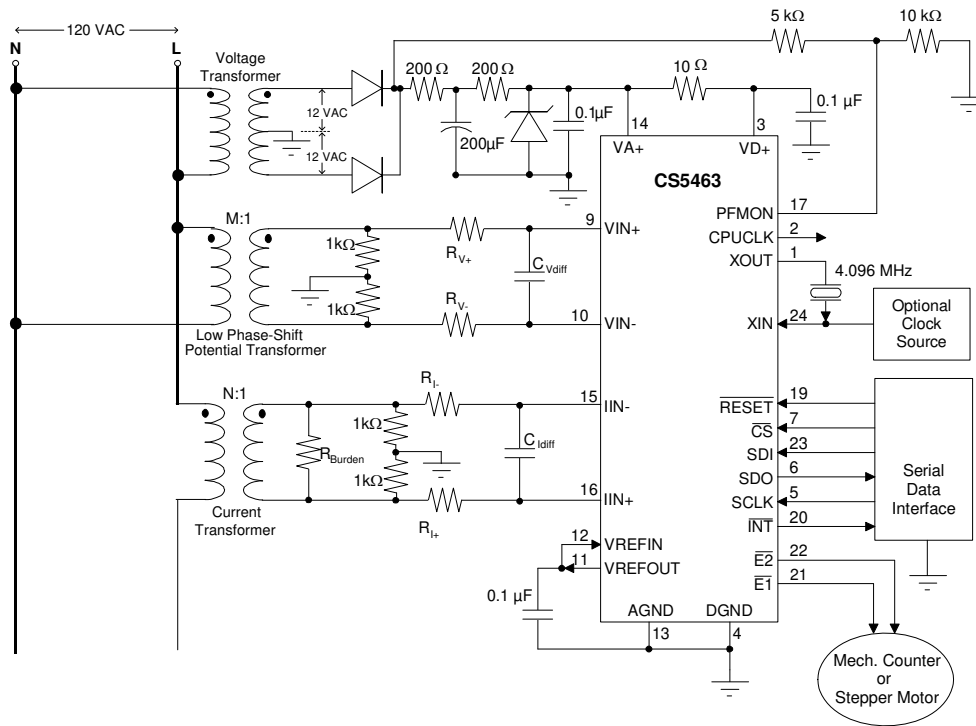 120 VAC
N
L
Voltage
Transformer
12 VAC
12 VAC
200 Ω
200 Ω
200µF
0.1µF
10 Ω
5 kΩ
10 kΩ
0.1 µF
14
3
VA+
VD+
CS5463
PFMON
17
CPUCLK
2
XOUT
1
4.096 MHz
XIN
24
Optional
Clock
Source
M:1
1kΩ
1kΩ
RV+
RV-
CVdiff
9
VIN+
10
VIN-
Low Phase-Shift
Potential Transformer
N:1
RBurden
1kΩ
1kΩ
RI-
RI+
CIdiff
15
IIN-
16
IIN+
Current
Transformer
RESET
19
CS
7
SDI
23
SDO
6
SCLK
5
INT
20
Serial
Data
Interface
E2
22
E1
21
12
VREFIN
11
VREFOUT
0.1 µF
AGND
DGND
13
4
Mech. Counter
or
Stepper Motor